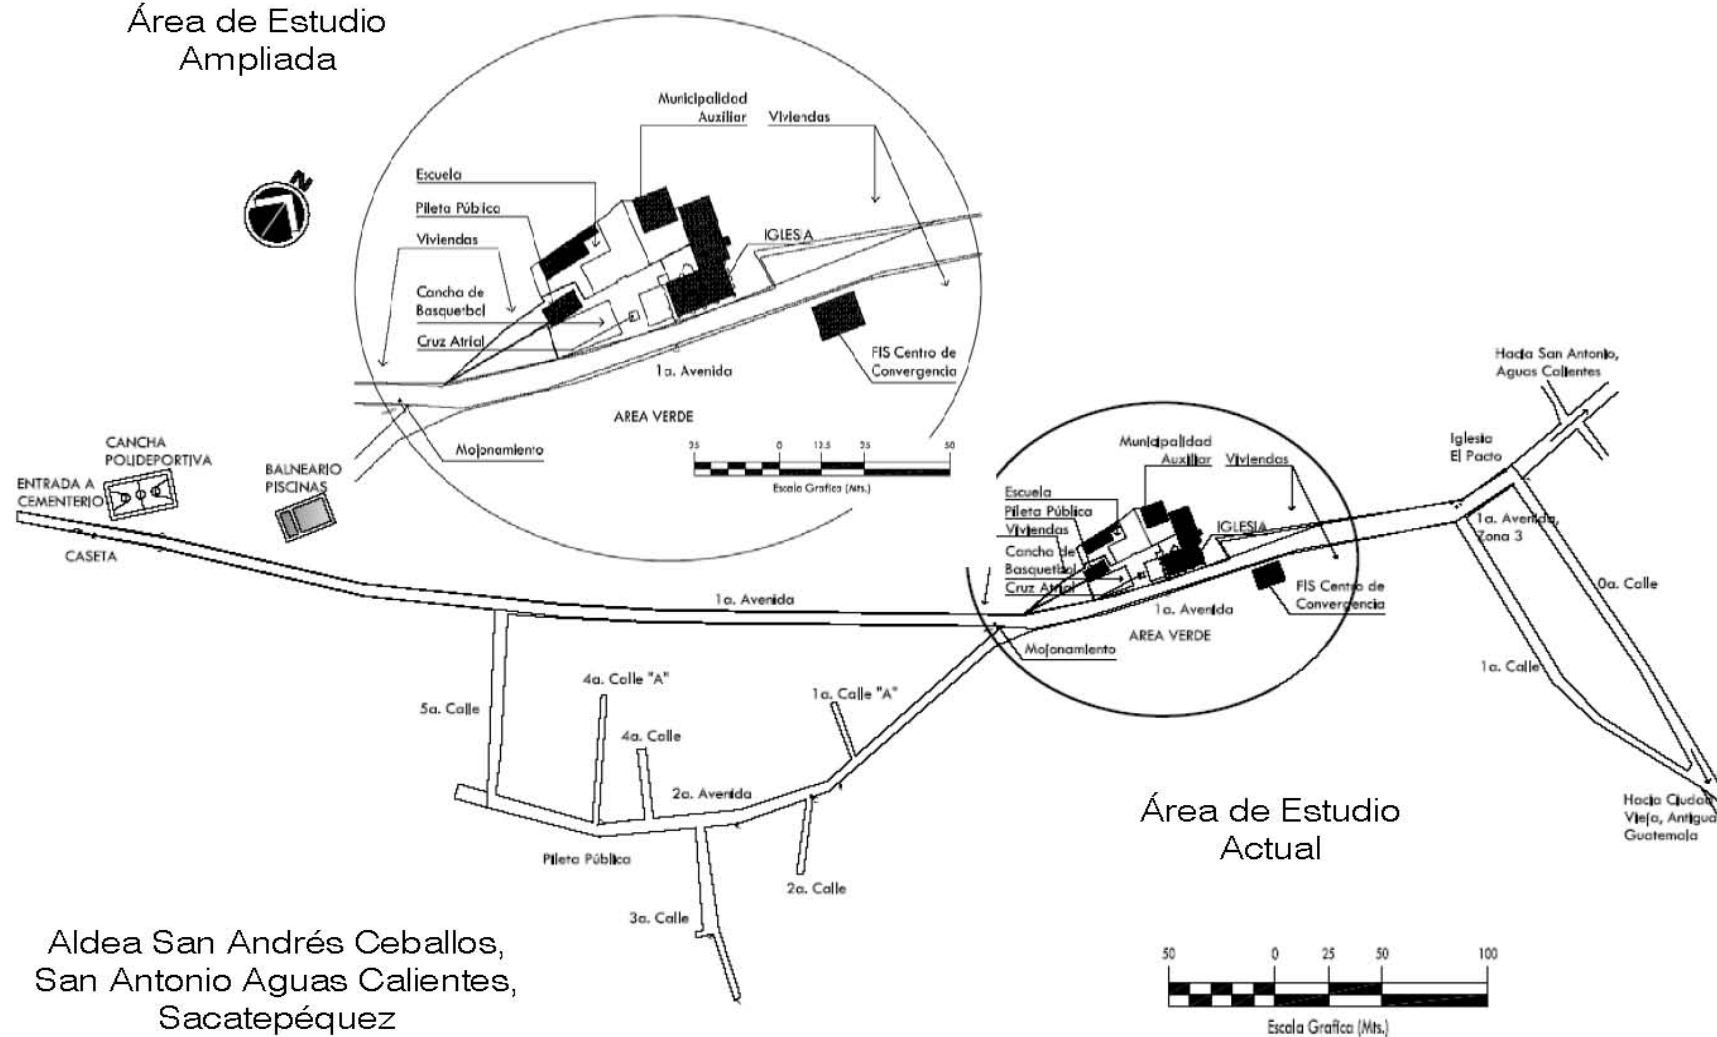 Área de Estudio
Ampliada
N
Municipalidad
Auxiliar
Viviendas
Escuela
Pileta Pública
Viviendas
IGLESIA
Cancha de
Basquetbol
Cruz Atrial
FIS Centro de
Convergencia
1a. Avenida
AREA VERDE
Mojonamiento
25 0 12.5 25 50
Escala Grafica (Mts.)
CANCHA
POLIDEPORTIVA
BALNEARIO
PISCINAS
ENTRADA A
CEMENTERIO
CASETA
1a. Avenida
Hacia San Antonio,
Aguas Calientes
Iglesia
El Pacto
Municipalidad
Auxiliar
Viviendas
Escuela
Pileta Pública
Viviendas
IGLESIA
Cancha de
Basquetbol
Cruz Atrial
1a. Avenida,
Zona 3
FIS Centro de
Convergencia
1a. Avenida
AREA VERDE
Mojonamiento
0a. Calle
1a. Calle
4a. Calle "A"
1a. Calle "A"
5a. Calle
4a. Calle
2a. Avenida
Pileta Pública
2a. Calle
3a. Calle
Hacia Ciudad
Vieja, Antigua
Guatemala
Área de Estudio
Actual
Aldea San Andrés Ceballos,
San Antonio Aguas Calientes,
Sacatepéquez
50 0 25 50 100
Escala Grafica (Mts.)